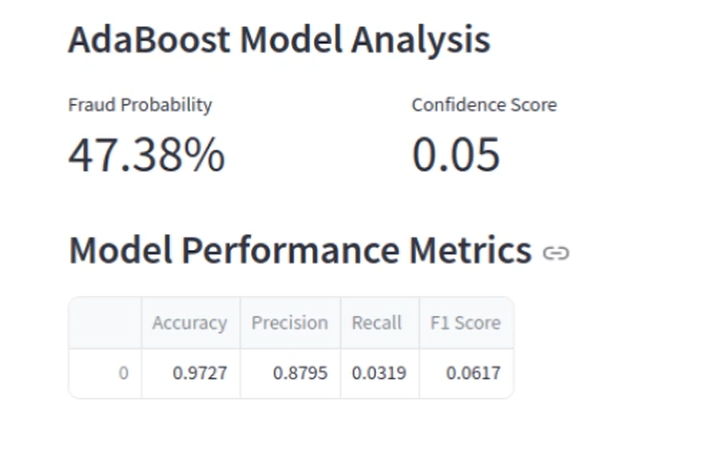 AdaBoost Model Analysis
Fraud Probability Confidence Score
47.38% 0.05
Model Performance Metrics
Accuracy Precision Recall F1 Score
0 0.9727 0.8795 0.0319 0.0617